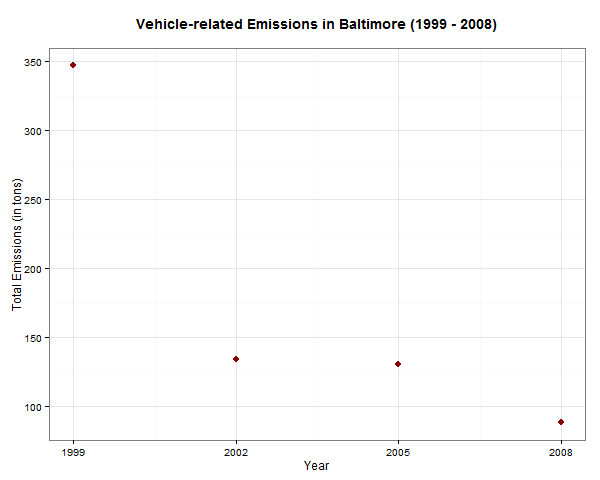 Vehicle-related Emissions in Baltimore (1999 - 2008)
Total Emissions (in tons)
350
300
250
200
150
100
1999 2002 2005 2008
Year